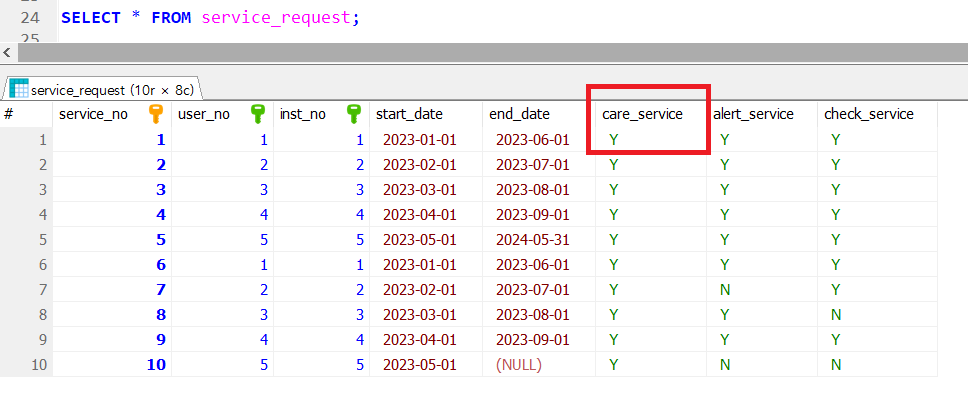 24 SELECT * FROM service_request;
25
service_request (10r × 8c)
# service_no user_no inst_no start_date end_date care_service alert_service check_service
1 1 1 1 2023-01-01 2023-06-01 Y Y Y
2 2 2 2 2023-02-01 2023-07-01 Y Y Y
3 3 3 3 2023-03-01 2023-08-01 Y Y Y
4 4 4 4 2023-04-01 2023-09-01 Y Y Y
5 5 5 5 2023-05-01 2024-05-31 Y Y Y
6 6 1 1 2023-01-01 2023-06-01 Y Y Y
7 7 2 2 2023-02-01 2023-07-01 Y N Y
8 8 3 3 2023-03-01 2023-08-01 Y Y N
9 9 4 4 2023-04-01 2023-09-01 Y Y Y
10 10 5 5 2023-05-01 (NULL) Y N N